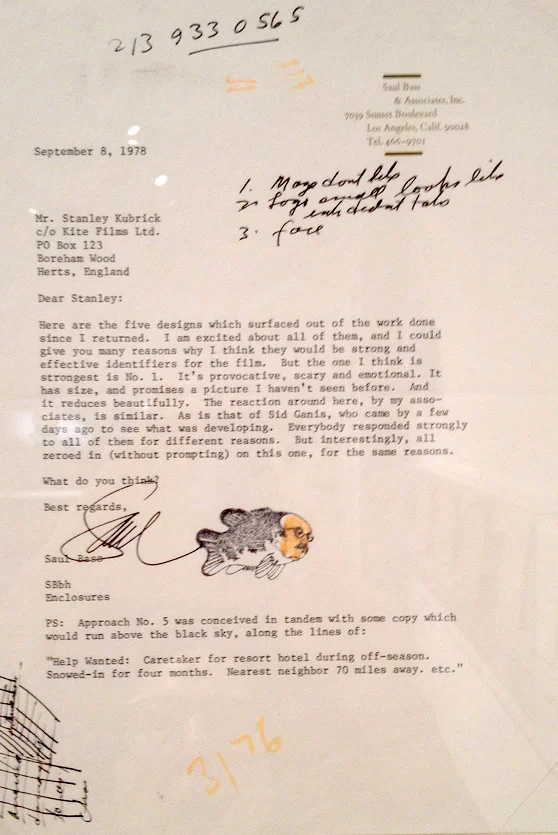 213 933 0565
Saul Bass
& Associates, Inc.
7039 Sunset Boulevard
Los Angeles, Calif. 90028
Tel. 466-9701
September 8, 1978
1. Maze dont like
2. Logo small looks like
ink didnt take
3. face
Mr. Stanley Kubrick
c/o Kite Films Ltd.
PO Box 123
Boreham Wood
Herts, England
Dear Stanley:
Here are the five designs which surfaced out of the work done
since I returned. I am excited about all of them, and I could
give you many reasons why I think they would be strong and
effective identifiers for the film. But the one I think is
strongest is No. 1. It's provocative, scary and emotional. It
has size, and promises a picture I haven't seen before. And
it reduces beautifully. The reaction around here, by my asso-
ciates, is similar. As is that of Sid Ganis, who came by a few
days ago to see what was developing. Everybody responded strongly
to all of them for different reasons. But interestingly, all
zeroed in (without prompting) on this one, for the same reasons.
What do you think?
Best regards,
Saul Bass
SBbh
Enclosures
PS: Approach No. 5 was conceived in tandem with some copy which
would run above the black sky, along the lines of:
"Help Wanted: Caretaker for resort hotel during off-season.
Snowed-in for four months. Nearest neighbor 70 miles away. etc."
3176